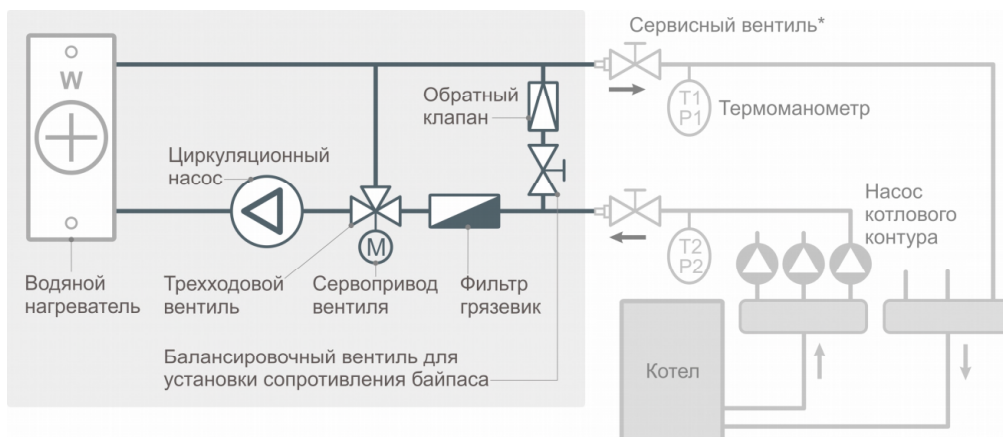 Сервисный вентиль*
W
Обратный
клапан
T1
P1
Термоманометр
Циркуляционный
насос
Насос
котлового
контура
M
T2
P2
Водяной
нагреватель
Трехходовой
вентиль
Сервопривод
вентиля
Фильтр
грязевик
Балансировочный вентиль для
установки сопротивления байпаса
Котел